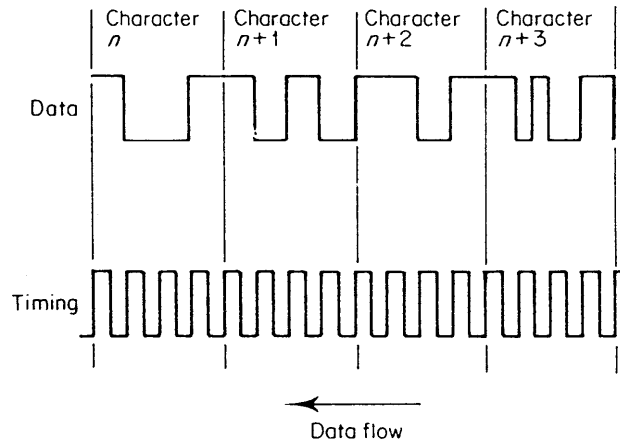 Character
n
Character
n+1
Character
n+2
Character
n+3
Data
Timing
Data flow